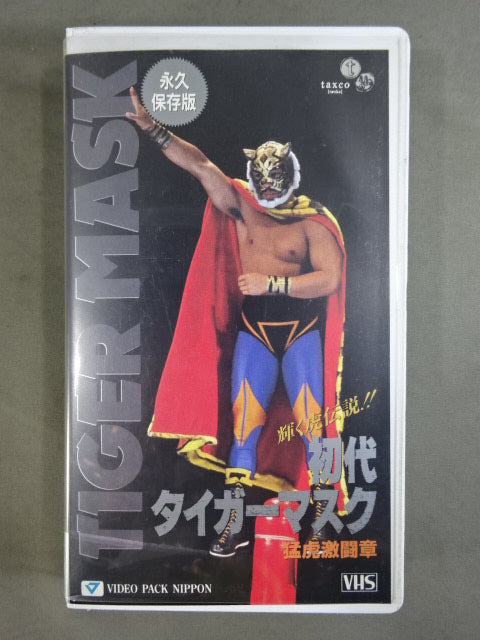 TIGER MASK
永久
保存版
taxco
輝く虎伝説!!
初代
タイガーマスク
猛虎激闘章
VIDEO PACK NIPPON
VHS